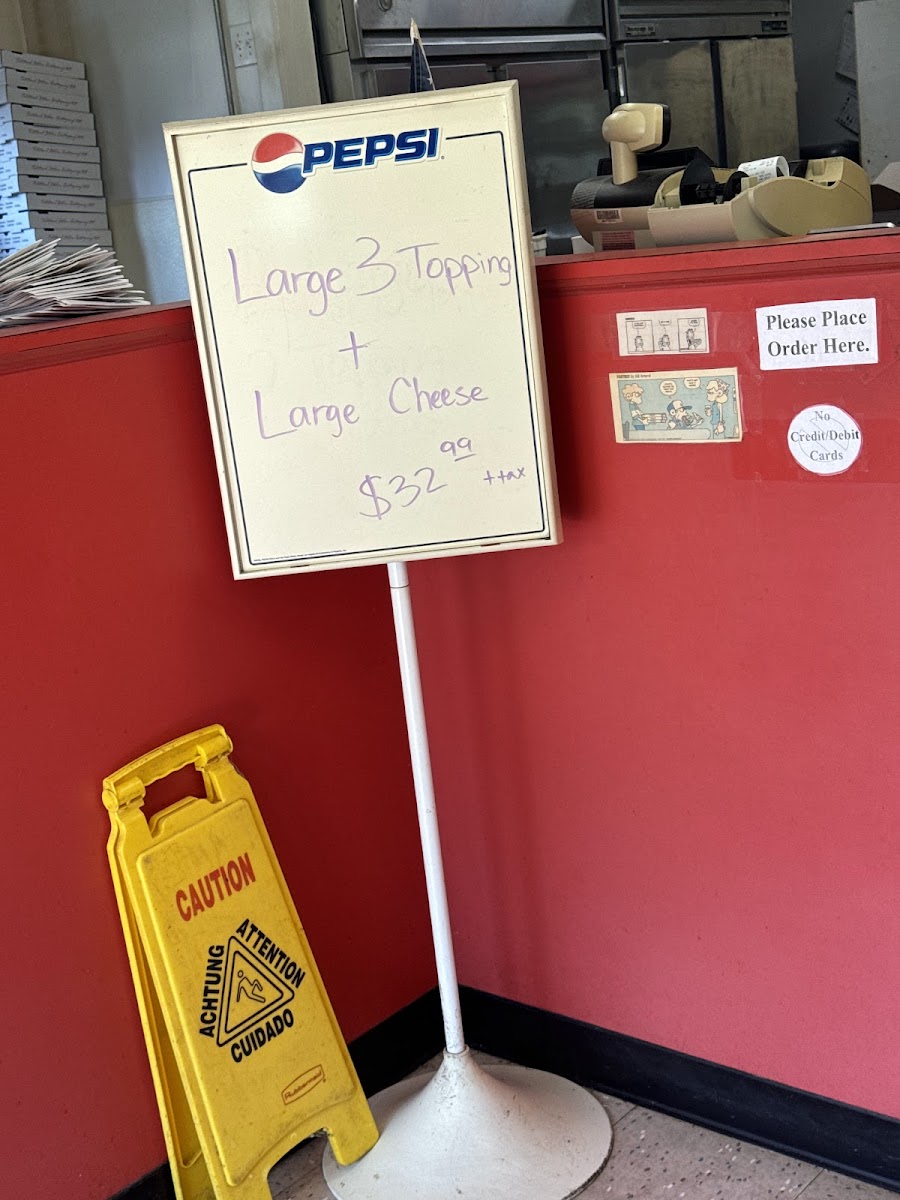 PEPSI
Large 3 Topping
+
Large Cheese
$32 99 + tax
Please Place
Order Here.
No
Credit/Debit
Cards
CAUTION
ACHTUNG
ATTENTION
CUIDADO
Rubbermaid